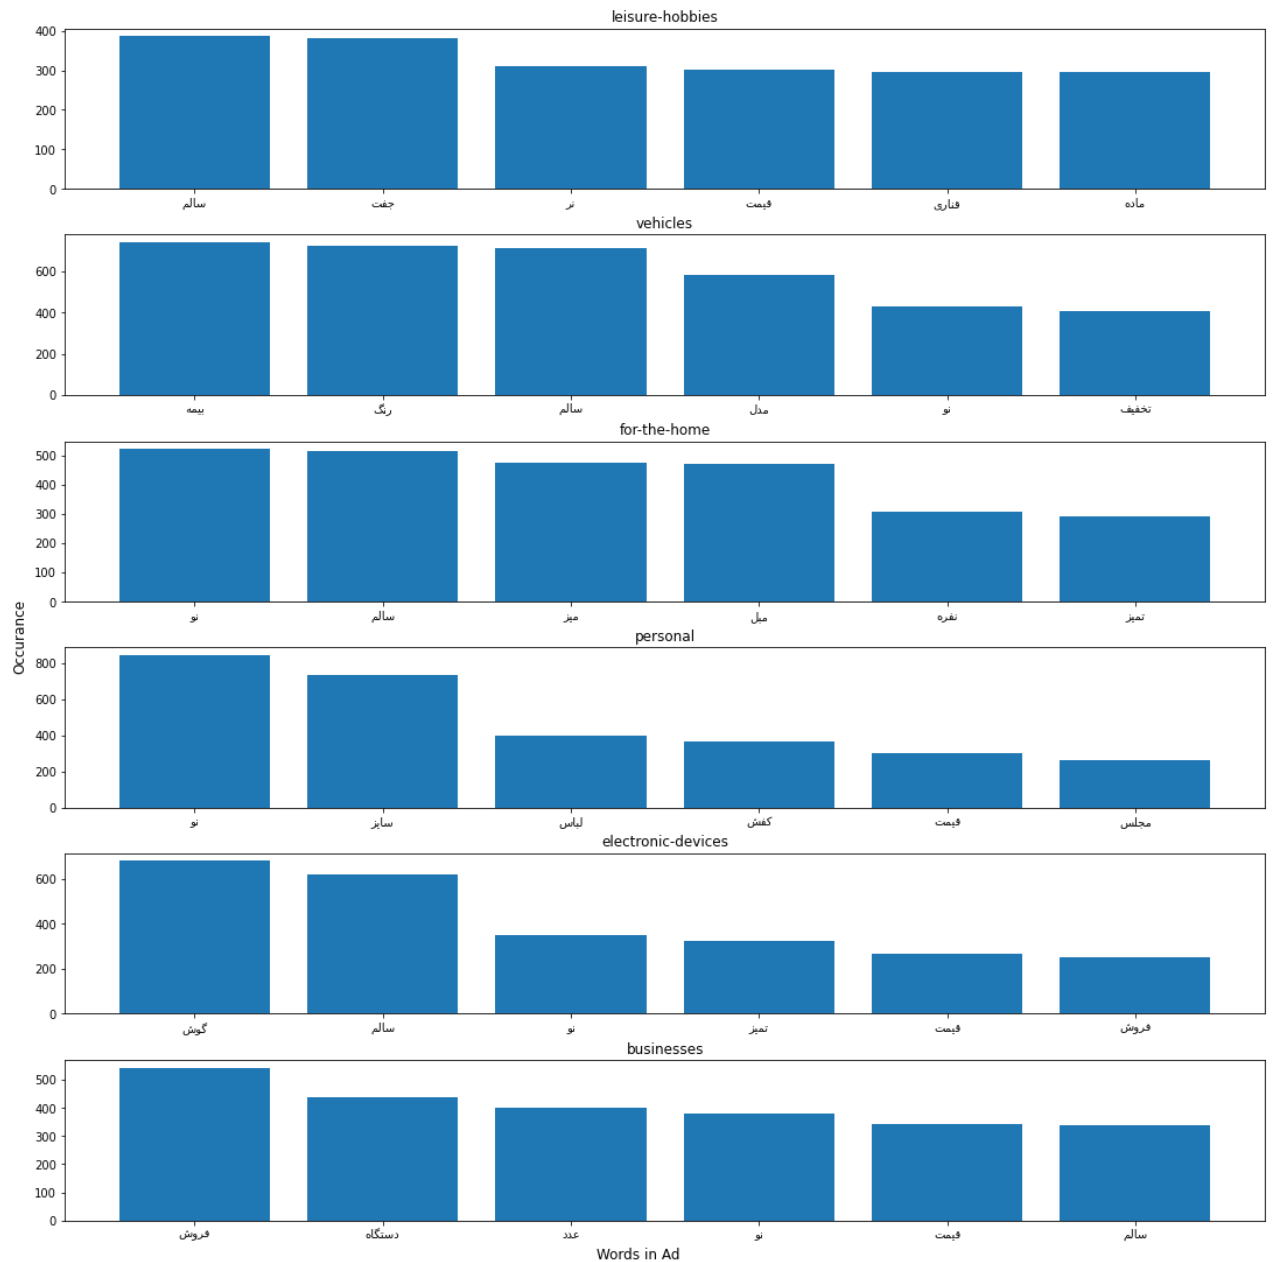 leisure-hobbies
400
300
200
100
0
سالم جفت نر قیمت قناری ماده
vehicles
600
400
200
0
بیمه رنگ سالم مدل نو تخفیف
for-the-home
500
400
300
200
100
0
نو سالم میز مبل نفره تمیز
Occurance
personal
800
600
400
200
0
نو سایز لباس کفش قیمت مجلس
electronic-devices
600
400
200
0
گوش سالم نو تمیز قیمت فروش
businesses
500
400
300
200
100
0
فروش دستگاه عدد نو قیمت سالم
Words in Ad